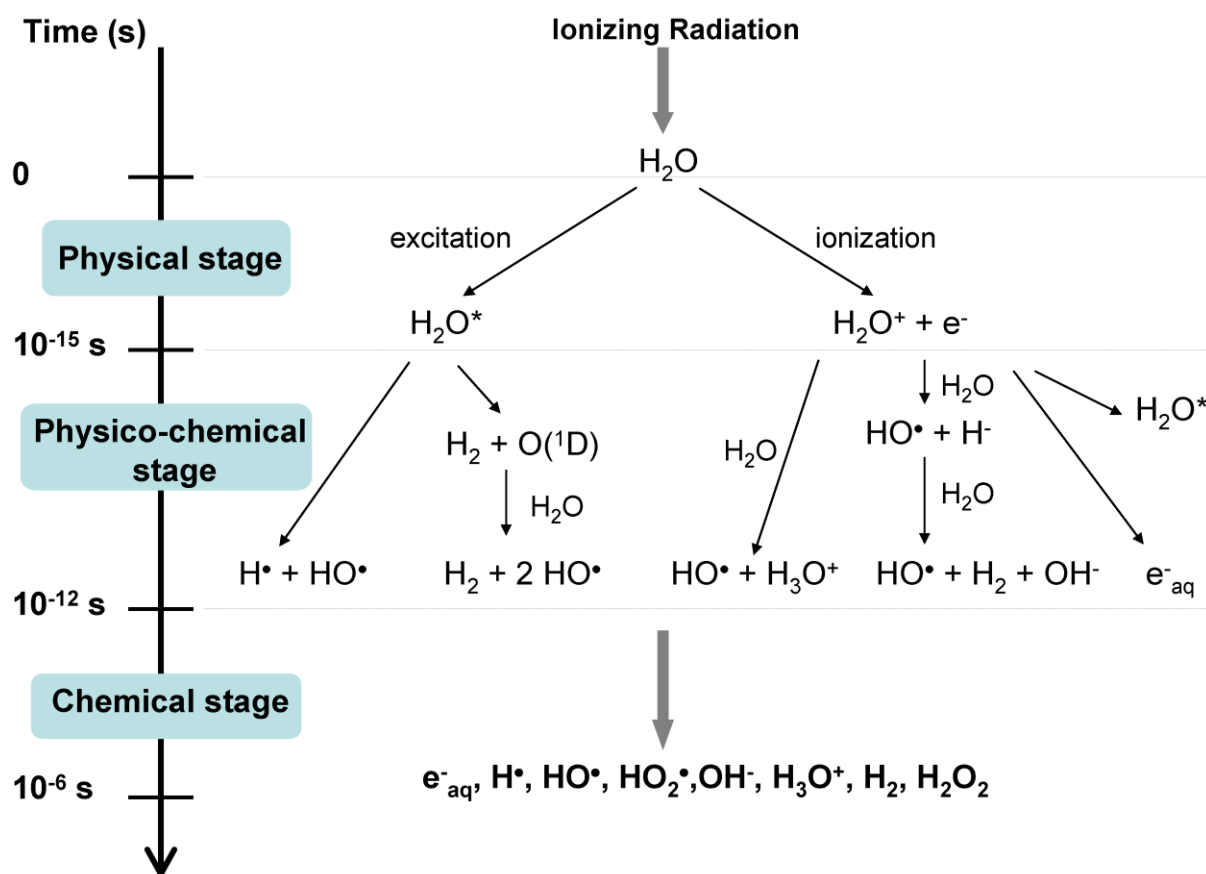 Time (s)
Ionizing Radiation
0
H₂O
Physical stage
excitation
ionization
10⁻¹⁵ s
H₂O*
H₂O⁺ + e⁻
Physico-chemical
stage
H₂ + O(¹D)
H₂O
H₂O
H₂O
HO• + H⁻
H₂O
H₂O*
H• + HO•
H₂ + 2 HO•
HO• + H₃O⁺
HO• + H₂ + OH⁻
e⁻aq
10⁻¹² s
Chemical stage
10⁻⁶ s
e⁻aq, H•, HO•, HO₂•,OH⁻, H₃O⁺, H₂, H₂O₂